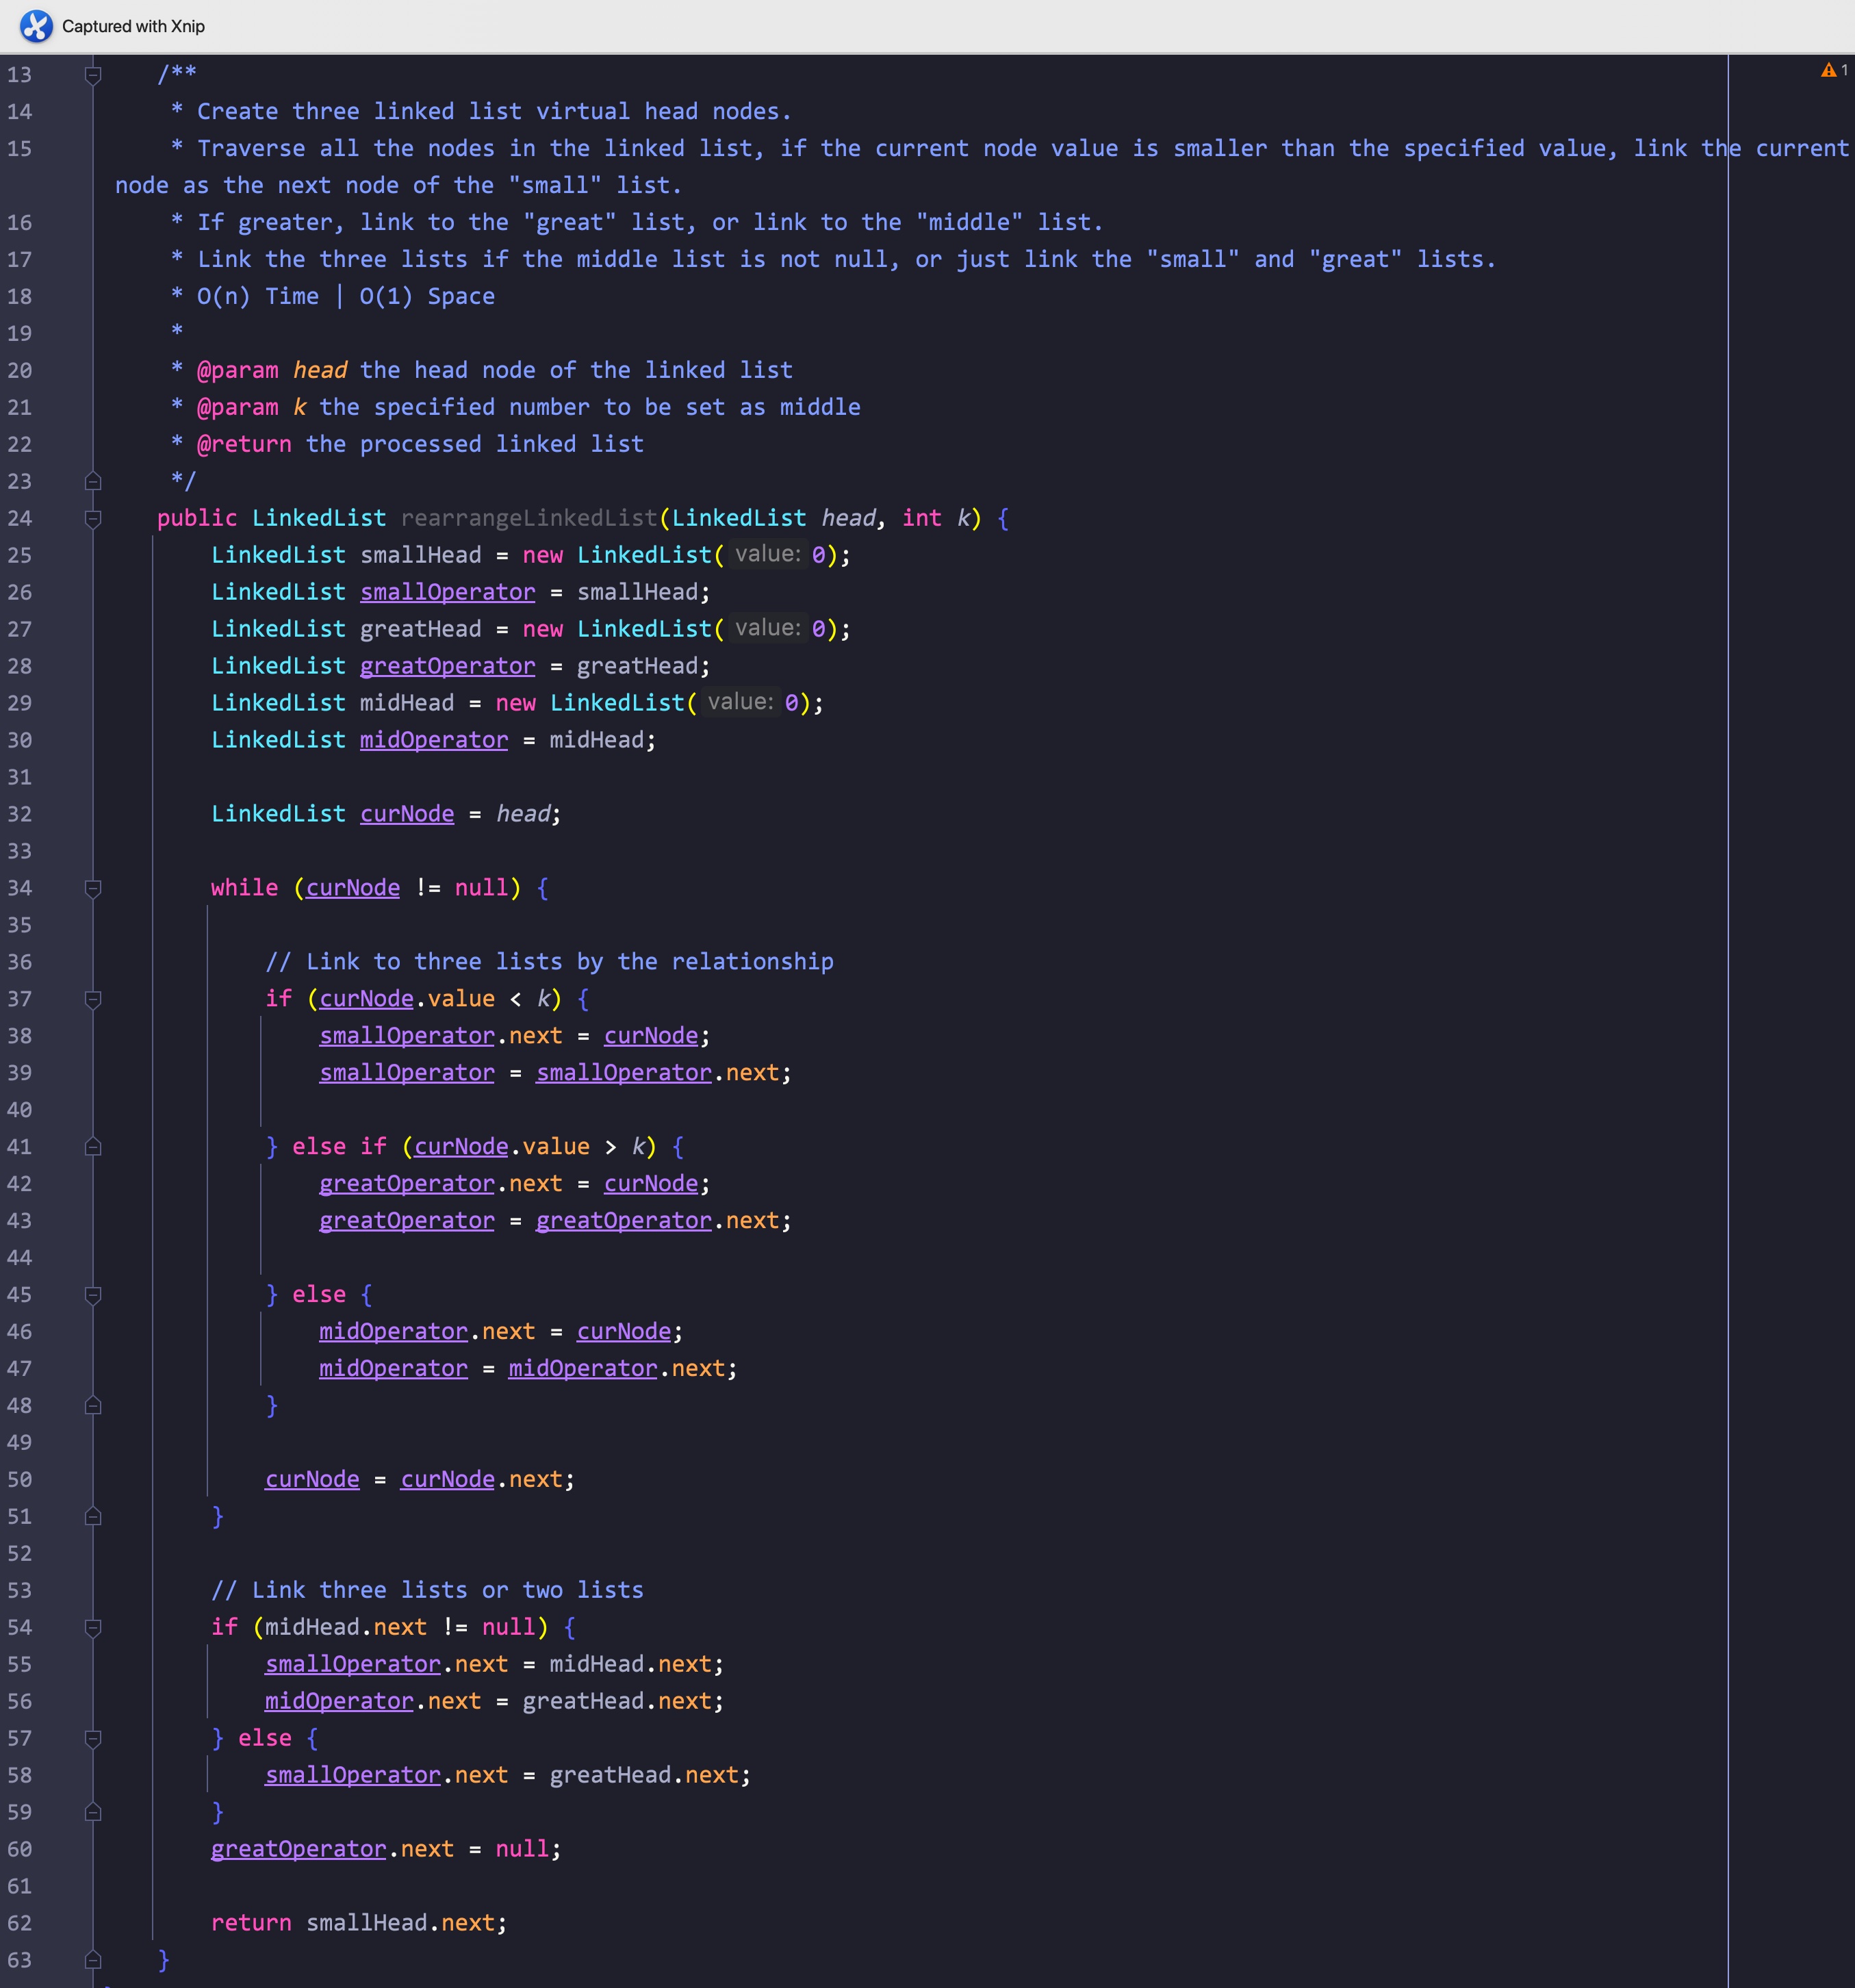 Captured with Xnip
1
13 /**
14 * Create three linked list virtual head nodes.
15 * Traverse all the nodes in the linked list, if the current node value is smaller than the specified value, link the current
node as the next node of the "small" list.
16 * If greater, link to the "great" list, or link to the "middle" list.
17 * Link the three lists if the middle list is not null, or just link the "small" and "great" lists.
18 * O(n) Time | O(1) Space
19 *
20 * @param head the head node of the linked list
21 * @param k the specified number to be set as middle
22 * @return the processed linked list
23 */
24 public LinkedList rearrangeLinkedList(LinkedList head, int k) {
25 LinkedList smallHead = new LinkedList( value: 0);
26 LinkedList smallOperator = smallHead;
27 LinkedList greatHead = new LinkedList( value: 0);
28 LinkedList greatOperator = greatHead;
29 LinkedList midHead = new LinkedList( value: 0);
30 LinkedList midOperator = midHead;
31
32 LinkedList curNode = head;
33
34 while (curNode != null) {
35
36 // Link to three lists by the relationship
37 if (curNode.value < k) {
38 smallOperator.next = curNode;
39 smallOperator = smallOperator.next;
40
41 } else if (curNode.value > k) {
42 greatOperator.next = curNode;
43 greatOperator = greatOperator.next;
44
45 } else {
46 midOperator.next = curNode;
47 midOperator = midOperator.next;
48 }
49
50 curNode = curNode.next;
51 }
52
53 // Link three lists or two lists
54 if (midHead.next != null) {
55 smallOperator.next = midHead.next;
56 midOperator.next = greatHead.next;
57 } else {
58 smallOperator.next = greatHead.next;
59 }
60 greatOperator.next = null;
61
62 return smallHead.next;
63 }